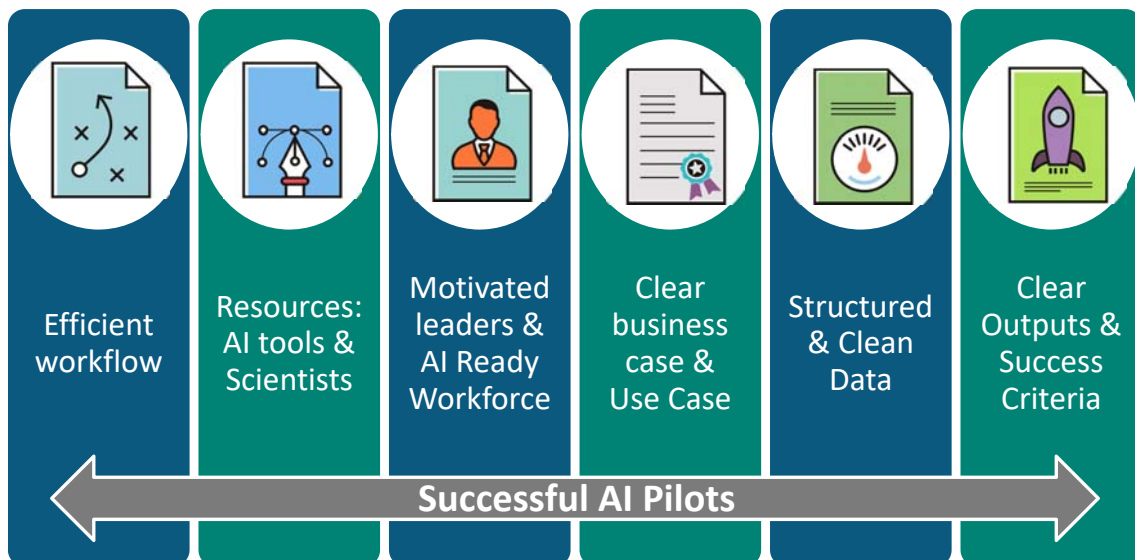 Efficient
workflow
Resources:
AI tools &
Scientists
Motivated
leaders &
AI Ready
Workforce
Clear
business
case &
Use Case
Structured
& Clean
Data
Clear
Outputs &
Success
Criteria
Successful AI Pilots